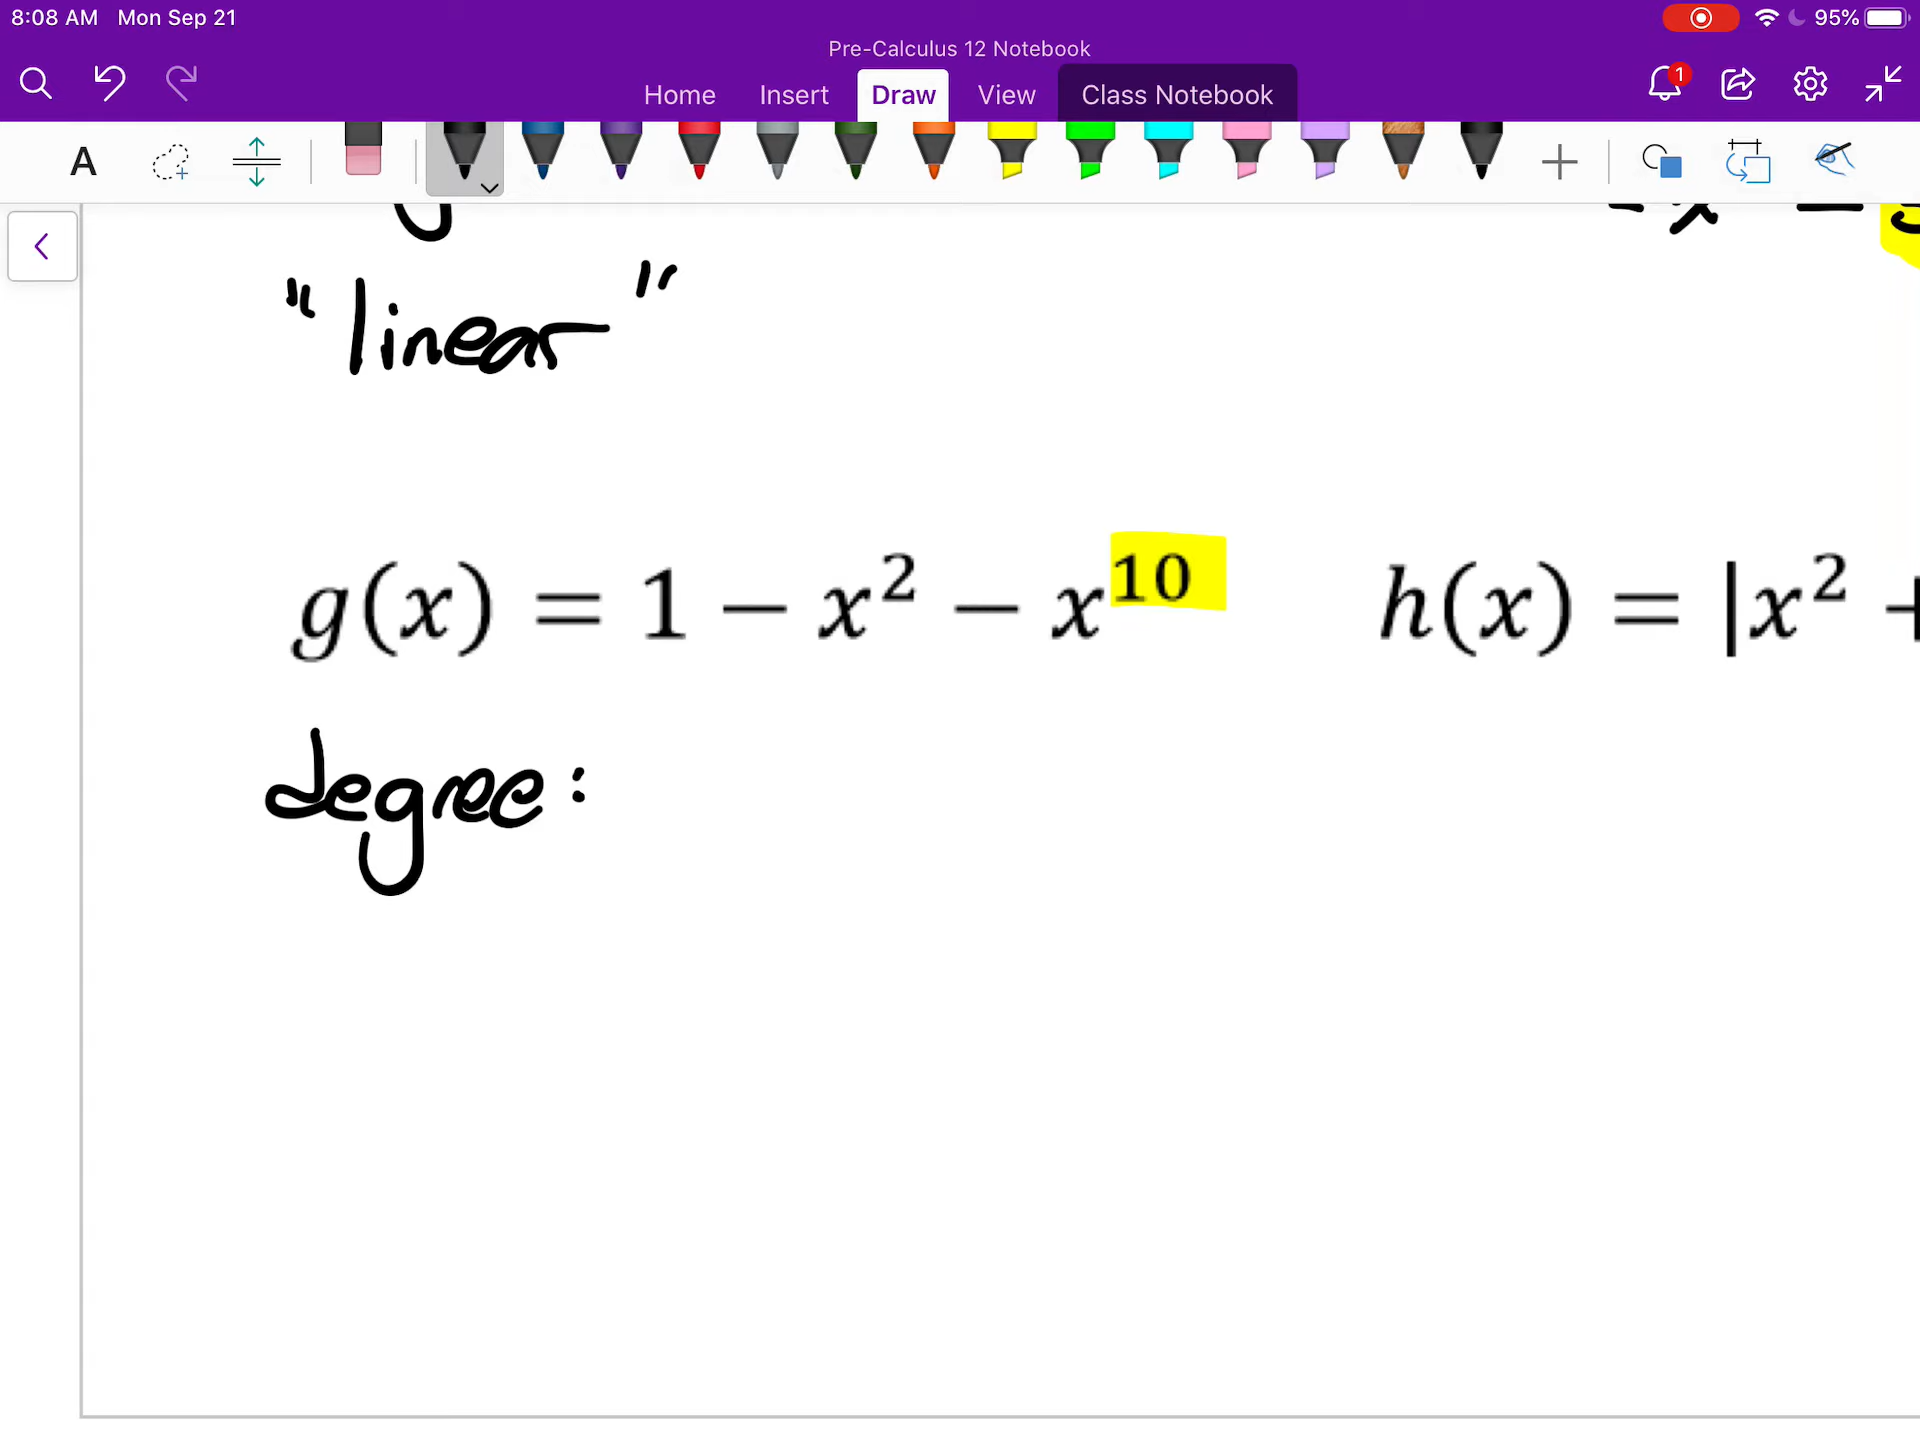 8:08 AM Mon Sep 21 95%
Pre-Calculus 12 Notebook
Home Insert Draw View Class Notebook 1
A
"linear"
g(x) = 1 − x² − x¹⁰ h(x) = |x² +
degree: